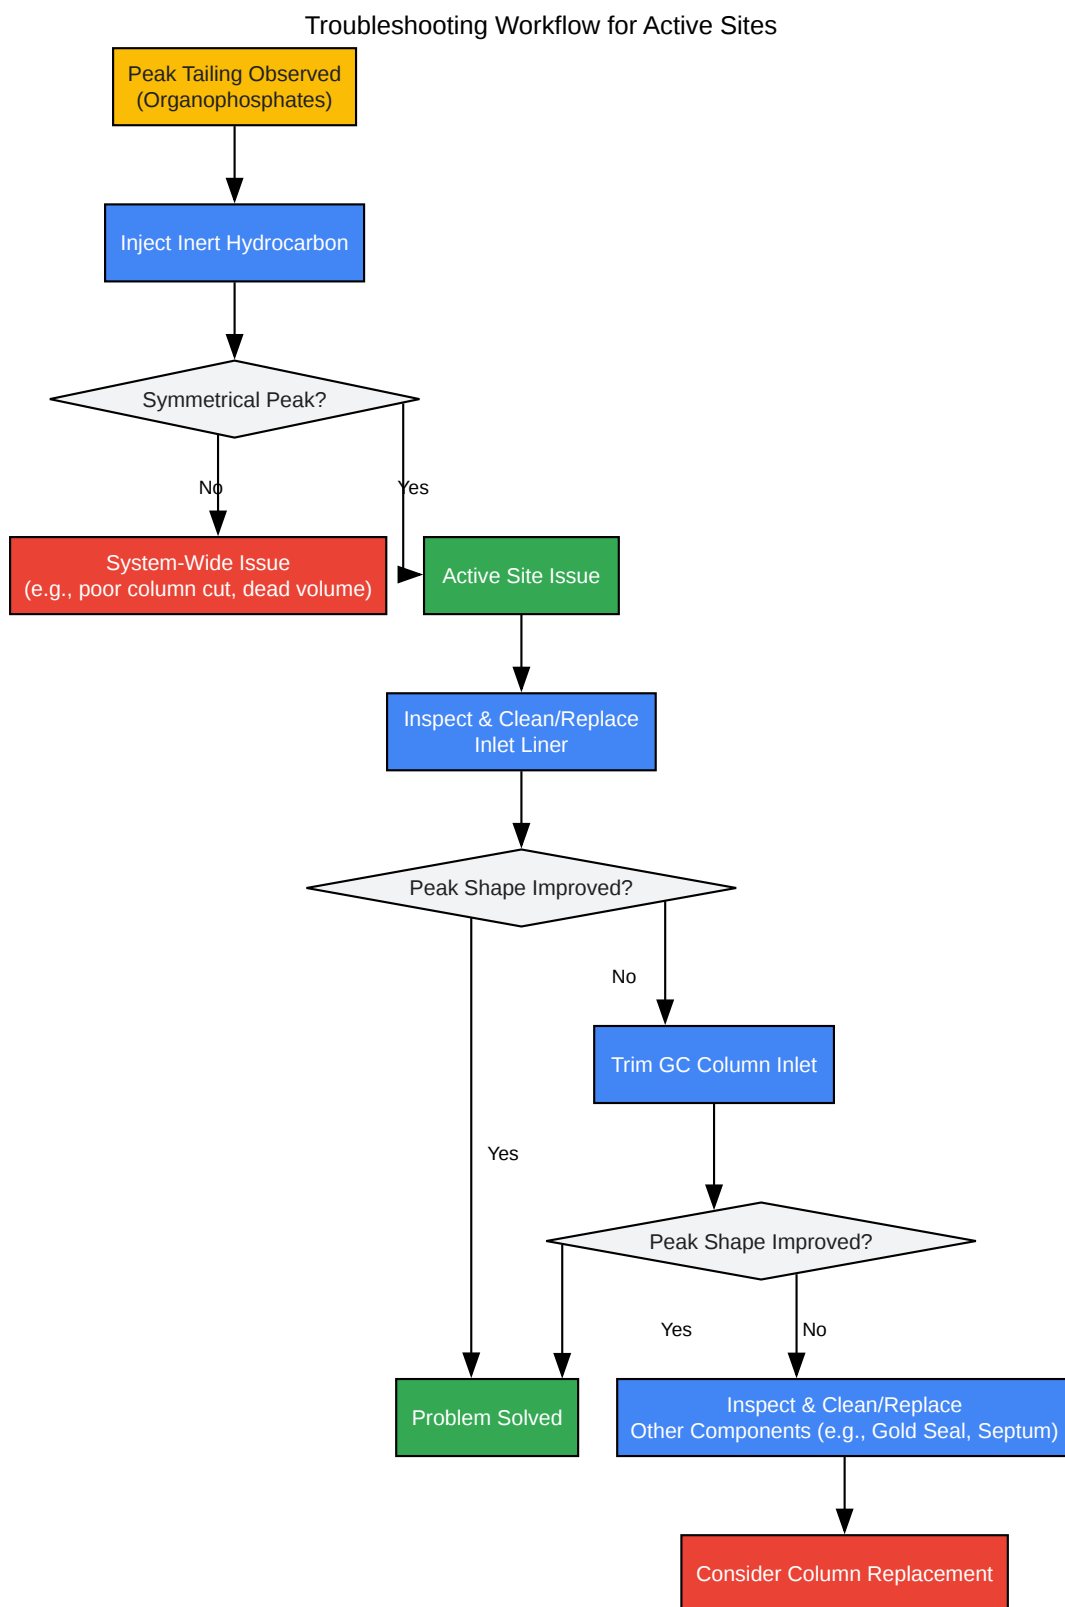 Troubleshooting Workflow for Active Sites
Peak Tailing Observed
(Organophosphates)
Inject Inert Hydrocarbon
Symmetrical Peak?
No
Yes
System-Wide Issue
(e.g., poor column cut, dead volume)
Active Site Issue
Inspect & Clean/Replace
Inlet Liner
Peak Shape Improved?
No
Trim GC Column Inlet
Yes
Peak Shape Improved?
Yes
No
Problem Solved
Inspect & Clean/Replace
Other Components (e.g., Gold Seal, Septum)
Consider Column Replacement